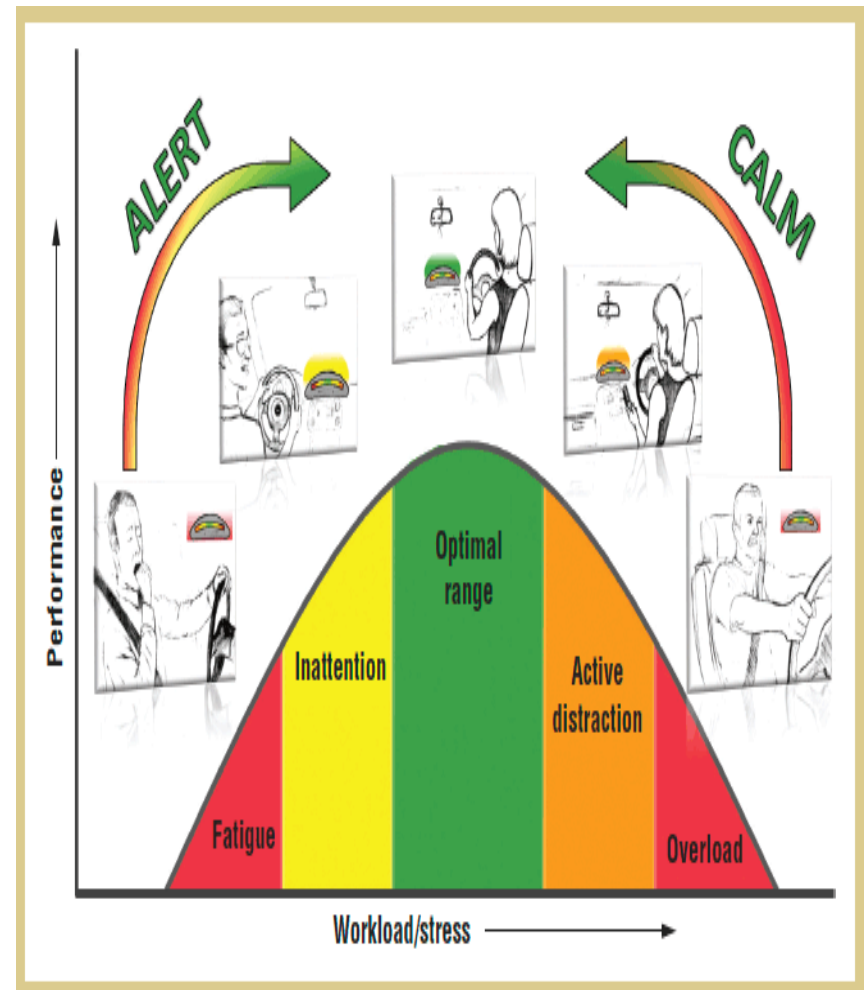 ALERT
CALM
Performance
Optimal
range
Inattention
Active
distraction
Fatigue
Overload
Workload/stress